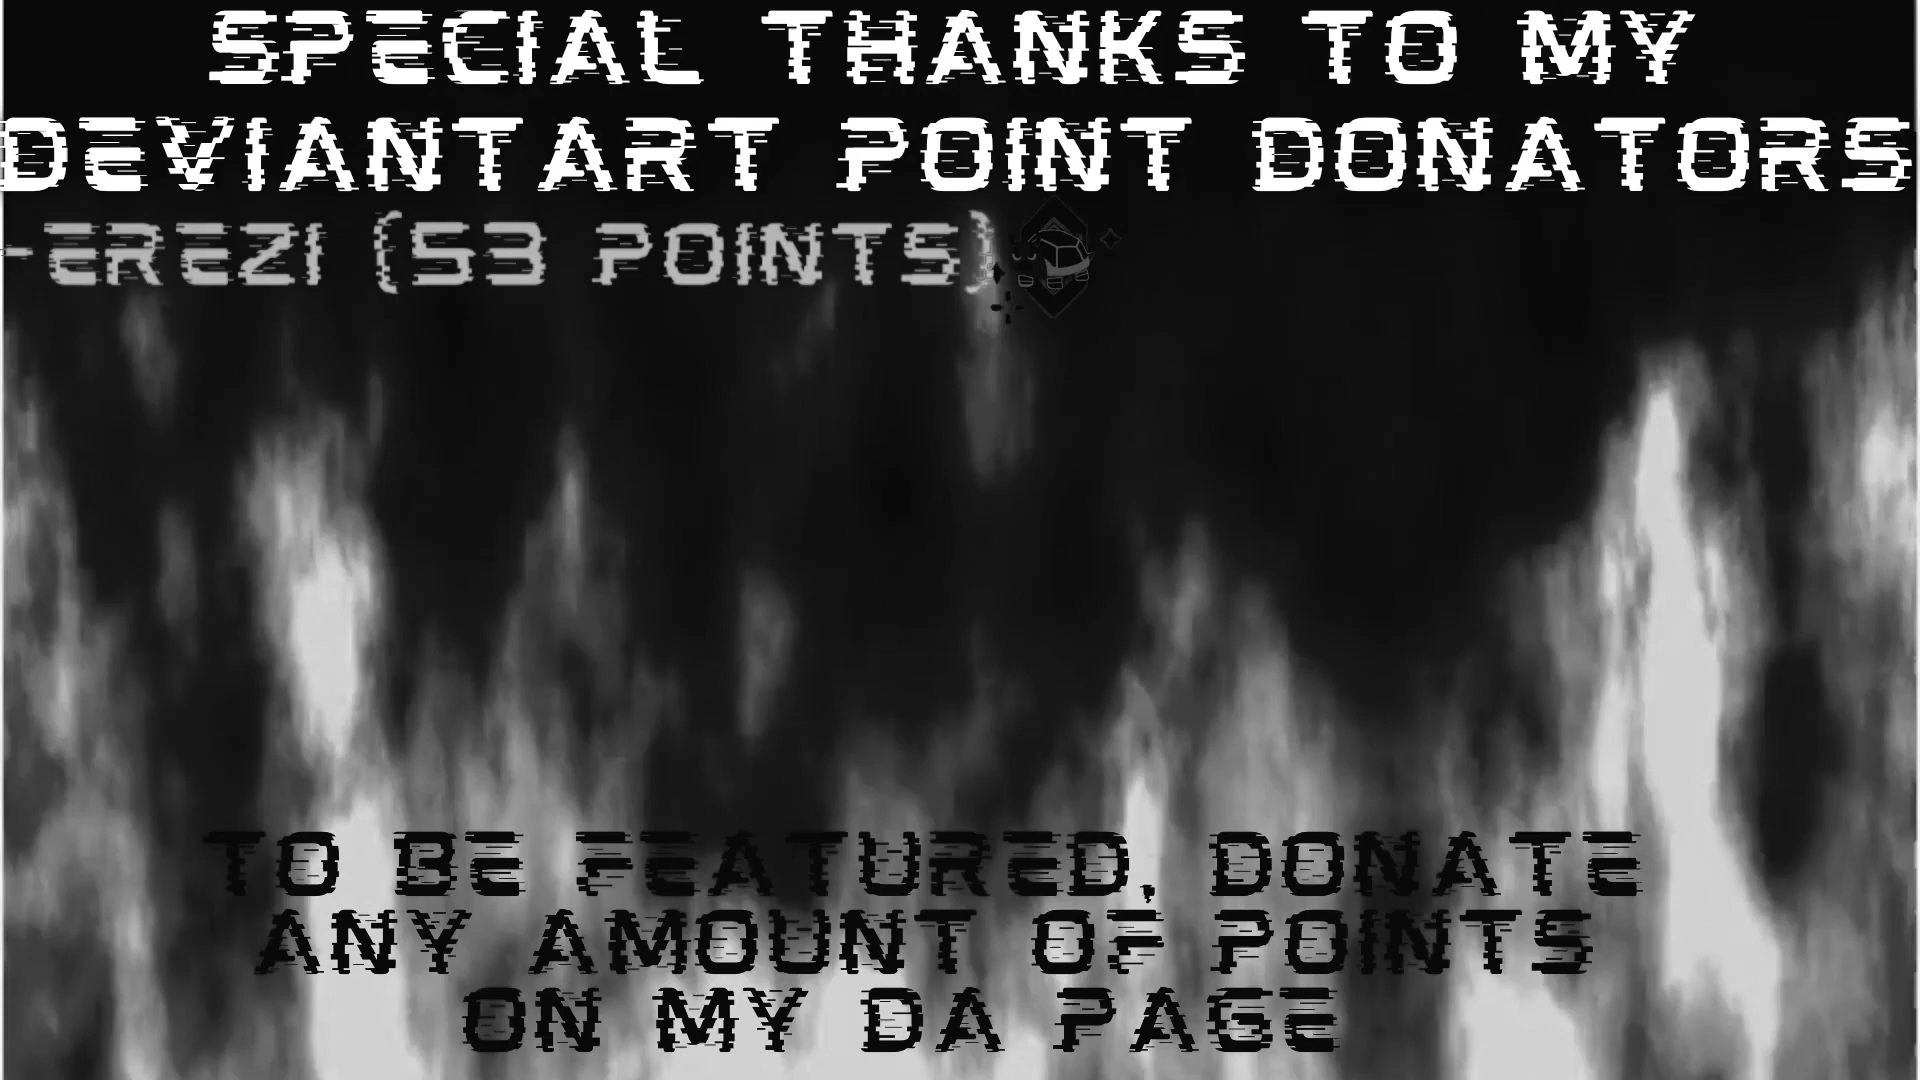 SPECIAL THANKS TO MY
DEVIANTART POINT DONATORS
-EREZI (53 POINTS)
TO BE FEATURED, DONATE
ANY AMOUNT OF POINTS
ON MY DA PAGE